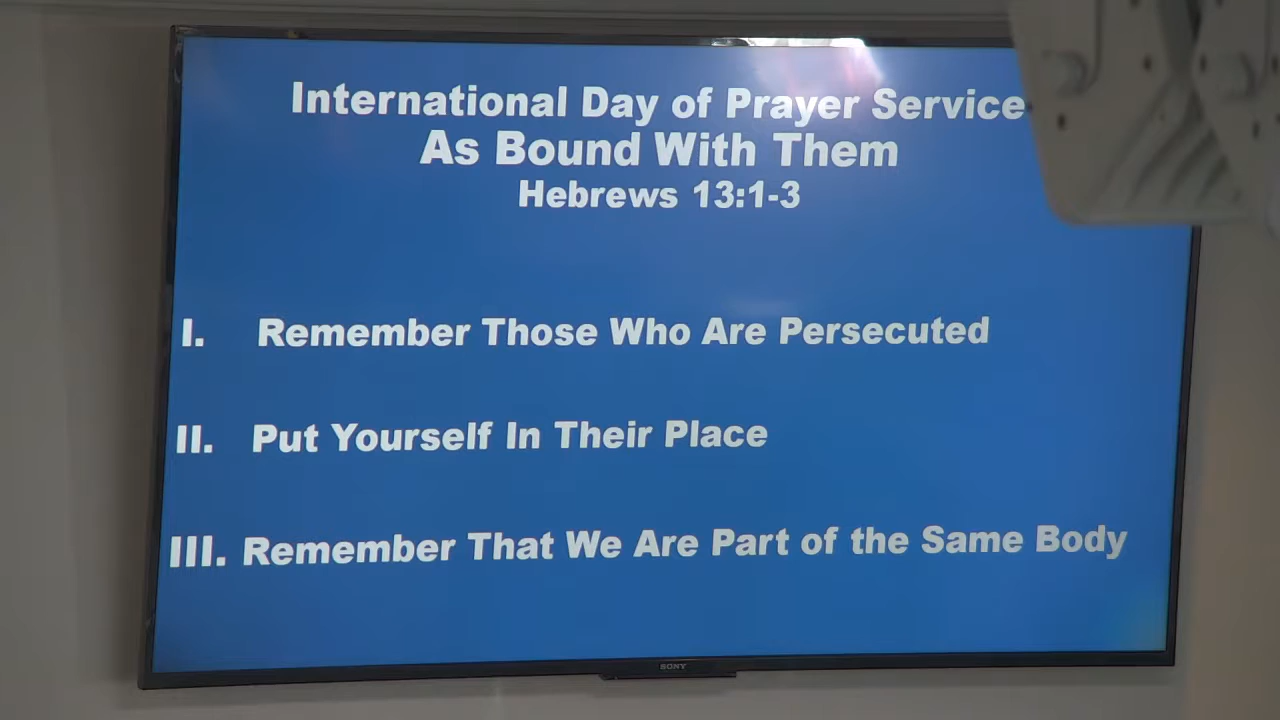 International Day of Prayer Service
As Bound With Them
Hebrews 13:1-3
I. Remember Those Who Are Persecuted
II. Put Yourself In Their Place
III. Remember That We Are Part of the Same Body
SONY